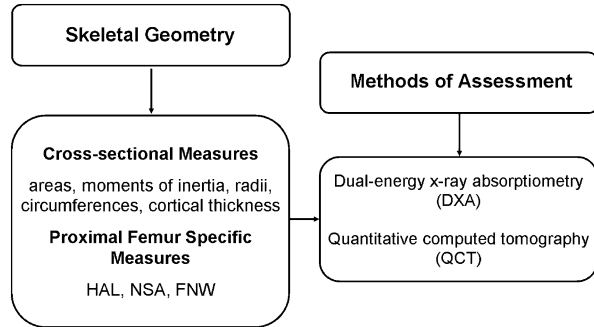 Skeletal Geometry
Methods of Assessment
Cross-sectional Measures
areas, moments of inertia, radii,
circumferences, cortical thickness
Proximal Femur Specific
Measures
HAL, NSA, FNW
Dual-energy x-ray absorptiometry
(DXA)
Quantitative computed tomography
(QCT)